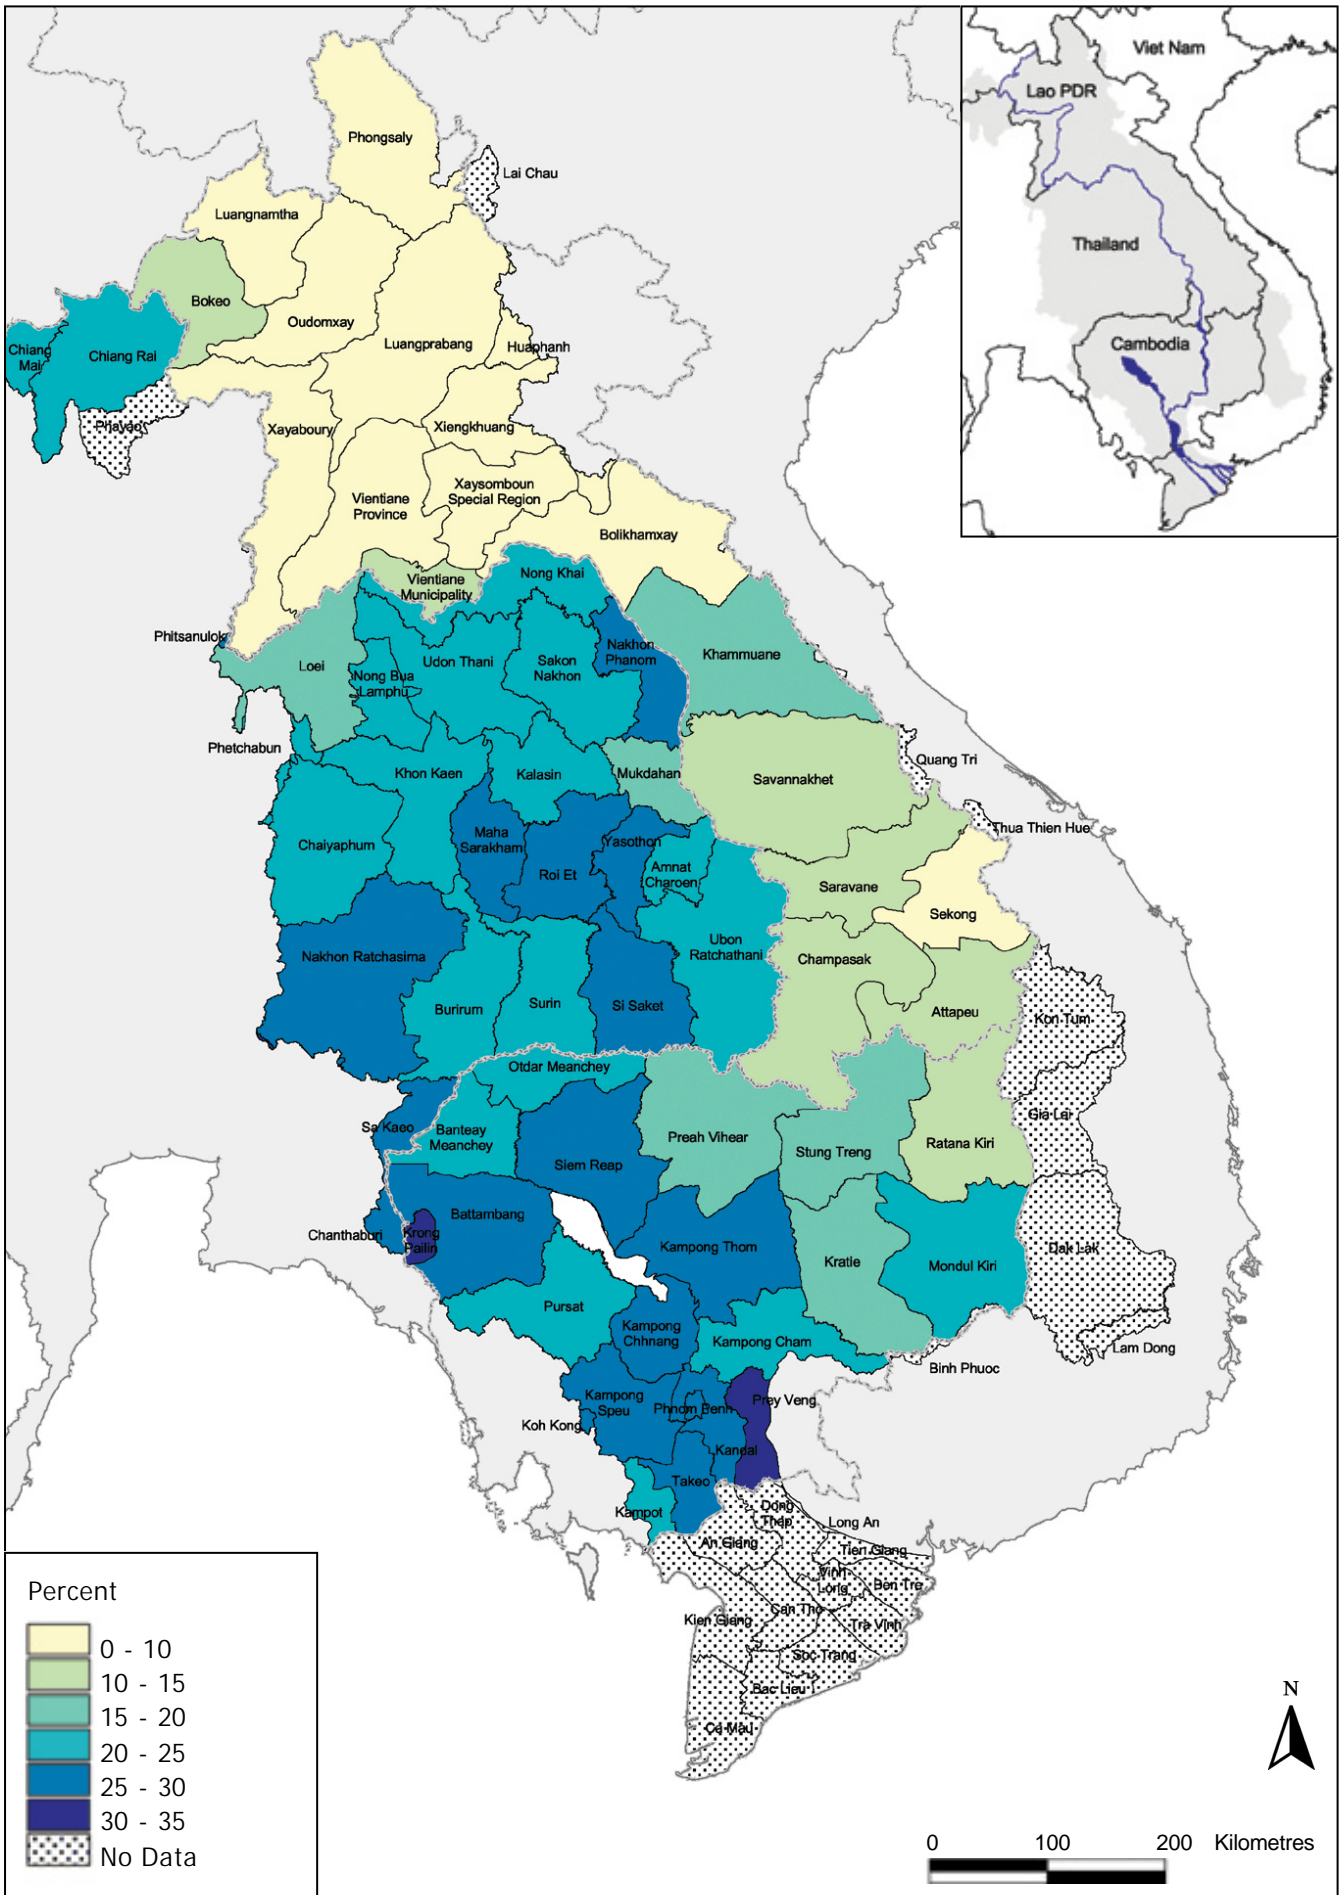 Viet Nam
Lao PDR
Thailand
Cambodia
Phongsaly
Lai Chau
Luangnamtha
Bokeo
Oudomxay
Luangprabang
Huaphanh
Chiang
Mai
Chiang Rai
Phayao
Xayaboury
Xiengkhuang
Vientiane
Province
Xaysomboun
Special Region
Bolikhamxay
Vientiane
Municipality
Nong Khai
Phitsanulok
Loei
Nong Bua
Lamphu
Udon Thani
Sakon
Nakhon
Nakhon
Phanom
Khammuane
Phetchabun
Khon Kaen
Kalasin
Mukdahan
Savannakhet
Quang Tri
Thua Thien Hue
Chaiyaphum
Maha
Sarakham
Roi Et
Yasothon
Amnat
Charoen
Saravane
Sekong
Nakhon Ratchasima
Ubon
Ratchathani
Champasak
Burirum
Surin
Si Saket
Attapeu
Kon Tum
Otdar Meanchey
Sa Kaeo
Banteay
Meanchey
Siem Reap
Preah Vihear
Stung Treng
Ratana Kiri
Gia Lai
Chanthaburi
Krong
Pailin
Battambang
Kampong Thom
Kratie
Mondul Kiri
Dak Lak
Pursat
Kampong
Chhnang
Kampong Cham
Binh Phuoc
Lam Dong
Kampong
Speu
Koh Kong
Phnom Penh
Prey Veng
Kandal
Takeo
Kampot
Dong
Thap
Long An
An Giang
Tien Giang
Vinh
Long
Ben Tre
Can Tho
Kien Giang
Tra Vinh
Soc Trang
Bac Lieu
Ca Mau
Percent
0 - 10
10 - 15
15 - 20
20 - 25
25 - 30
30 - 35
No Data
N
0 100 200 Kilometres